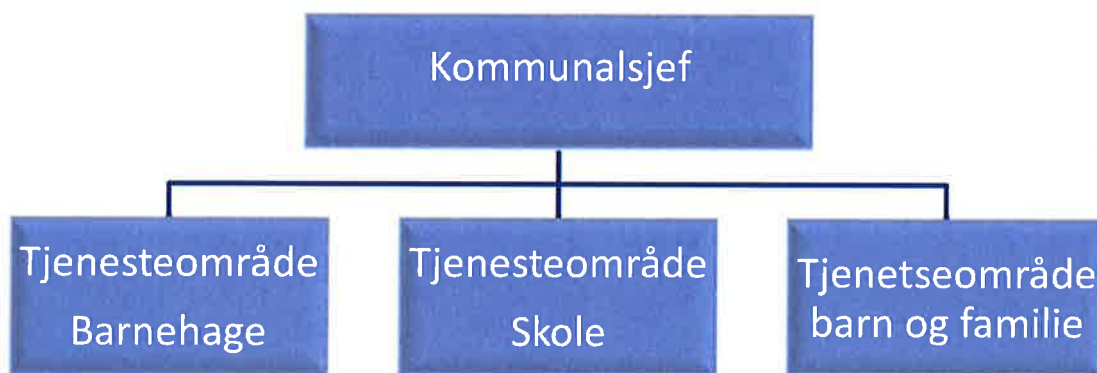 Kommunalsjef
Tjenesteområde
Barnehage
Tjenesteområde
Skole
Tjenetseområde
barn og familie